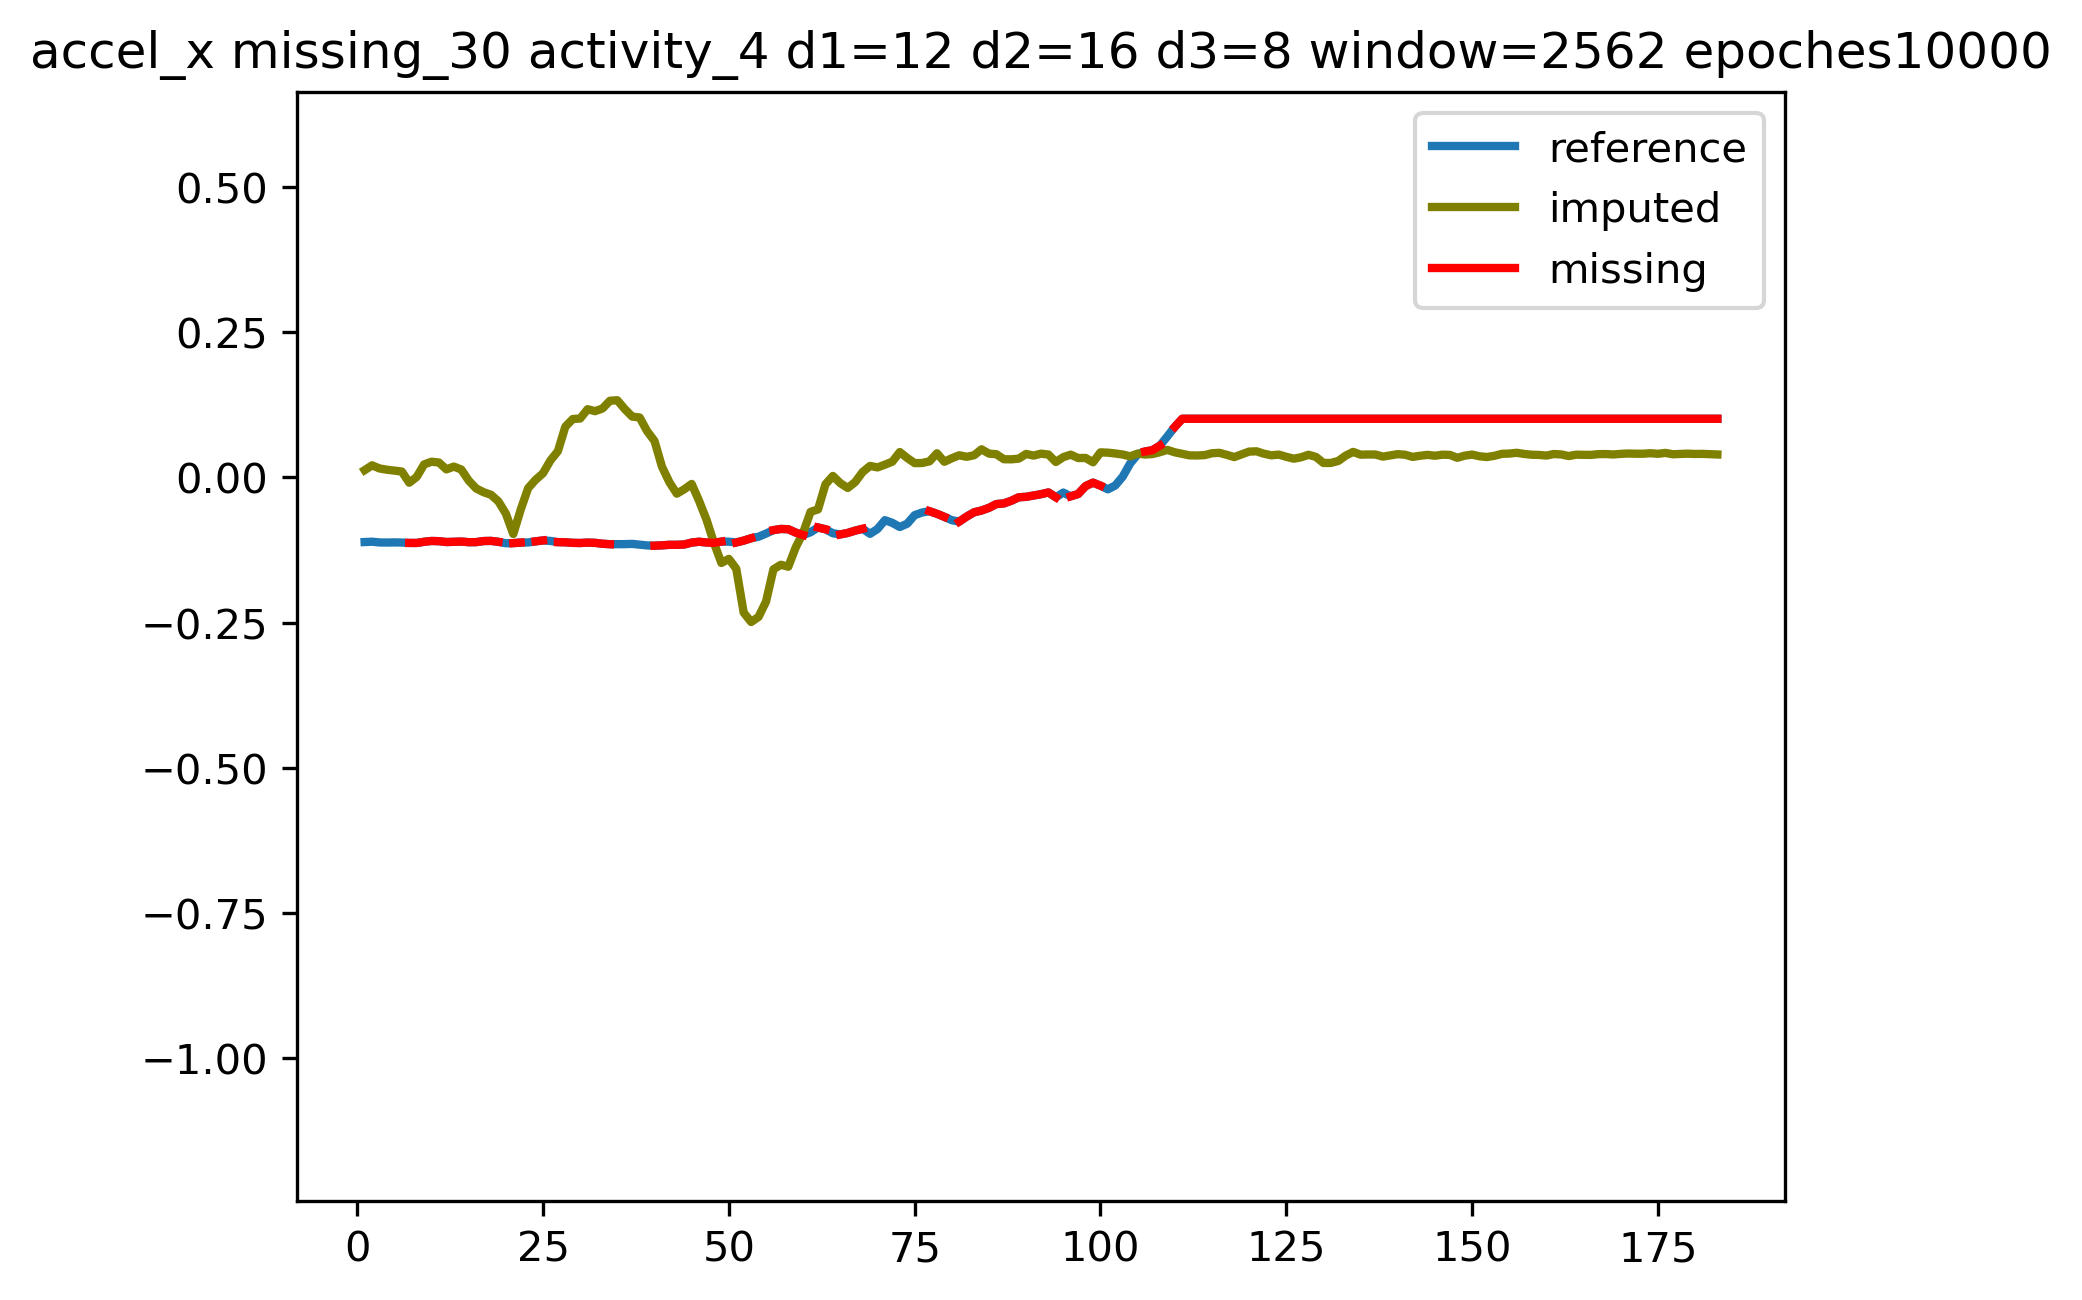 accel_x missing_30 activity_4 d1=12 d2=16 d3=8 window=2562 epoches10000
reference
imputed
missing
0.50
0.25
0.00
−0.25
−0.50
−0.75
−1.00
0 25 50 75 100 125 150 175